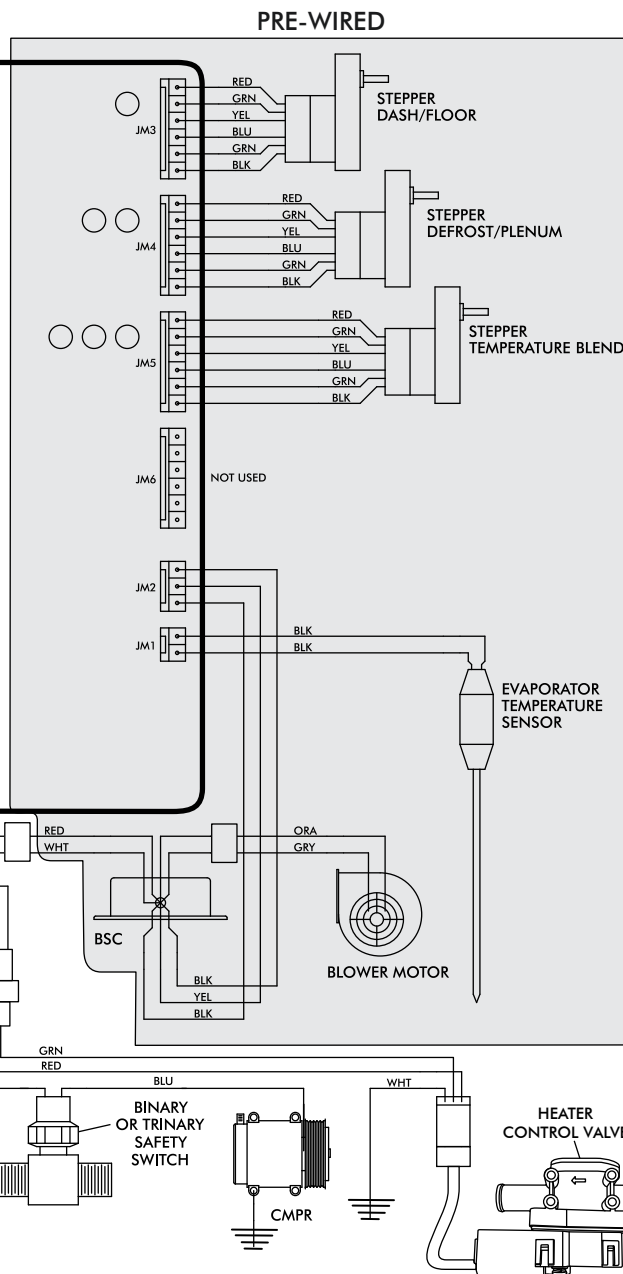 PRE-WIRED
RED
GRN
YEL
BLU
GRN
BLK
JM3
STEPPER
DASH/FLOOR
RED
GRN
YEL
BLU
GRN
BLK
JM4
STEPPER
DEFROST/PLENUM
RED
GRN
YEL
BLU
GRN
BLK
JM5
STEPPER
TEMPERATURE BLEND
JM6
NOT USED
JM2
JM1
BLK
BLK
EVAPORATOR
TEMPERATURE
SENSOR
RED
WHT
ORA
GRY
BSC
BLOWER MOTOR
BLK
YEL
BLK
GRN
RED
BLU
WHT
BINARY
OR TRINARY
SAFETY
SWITCH
CMPR
HEATER
CONTROL VALVE